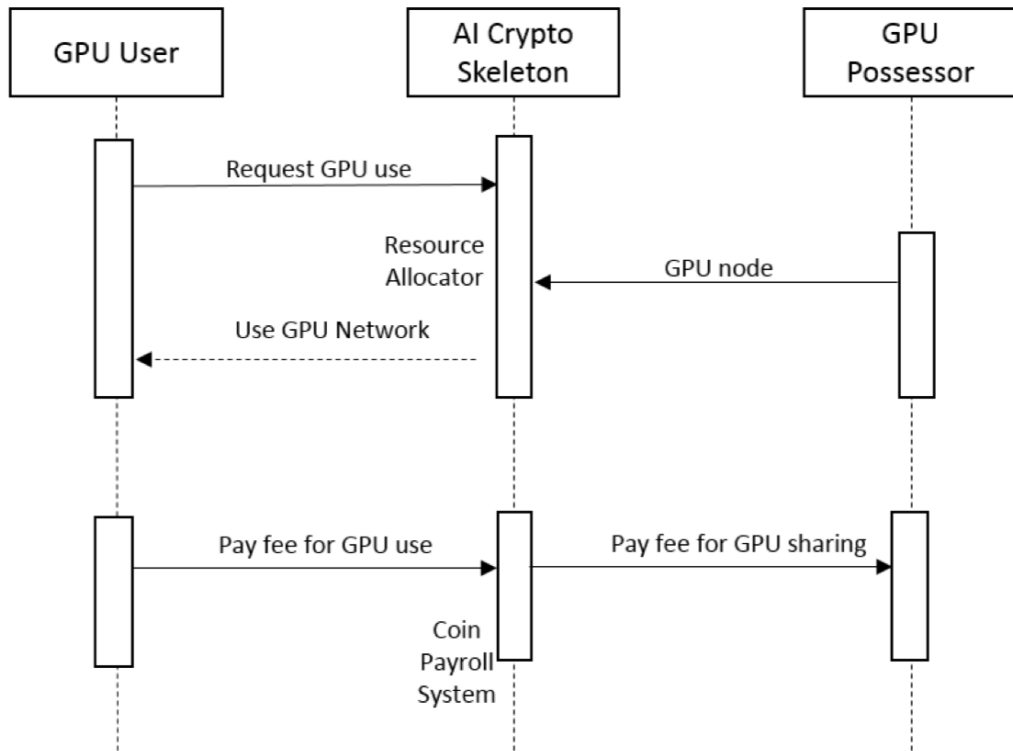 GPU User
AI Crypto
Skeleton
GPU
Possessor
Request GPU use
Resource
Allocator
GPU node
Use GPU Network
Pay fee for GPU use
Pay fee for GPU sharing
Coin
Payroll
System